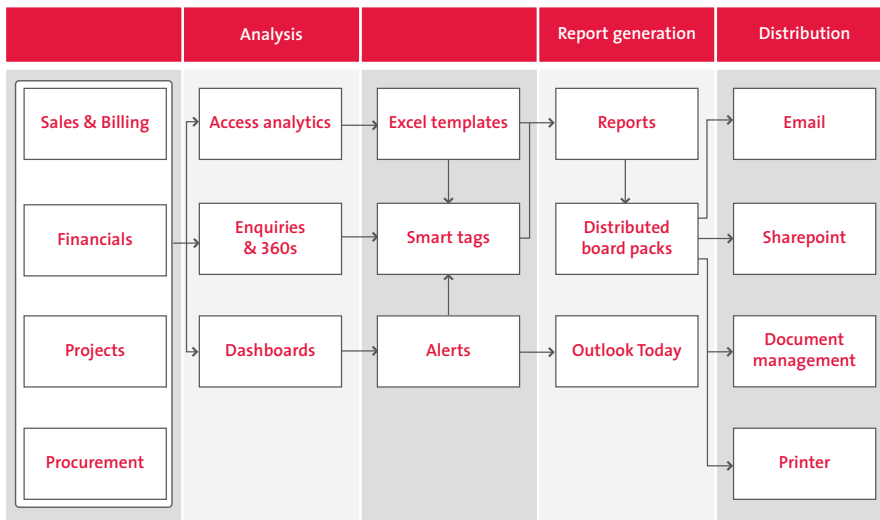 Analysis
Report generation
Distribution
Sales & Billing
Access analytics
Excel templates
Reports
Email
Financials
Enquiries
& 360s
Smart tags
Distributed
board packs
Sharepoint
Projects
Dashboards
Alerts
Outlook Today
Document
management
Procurement
Printer